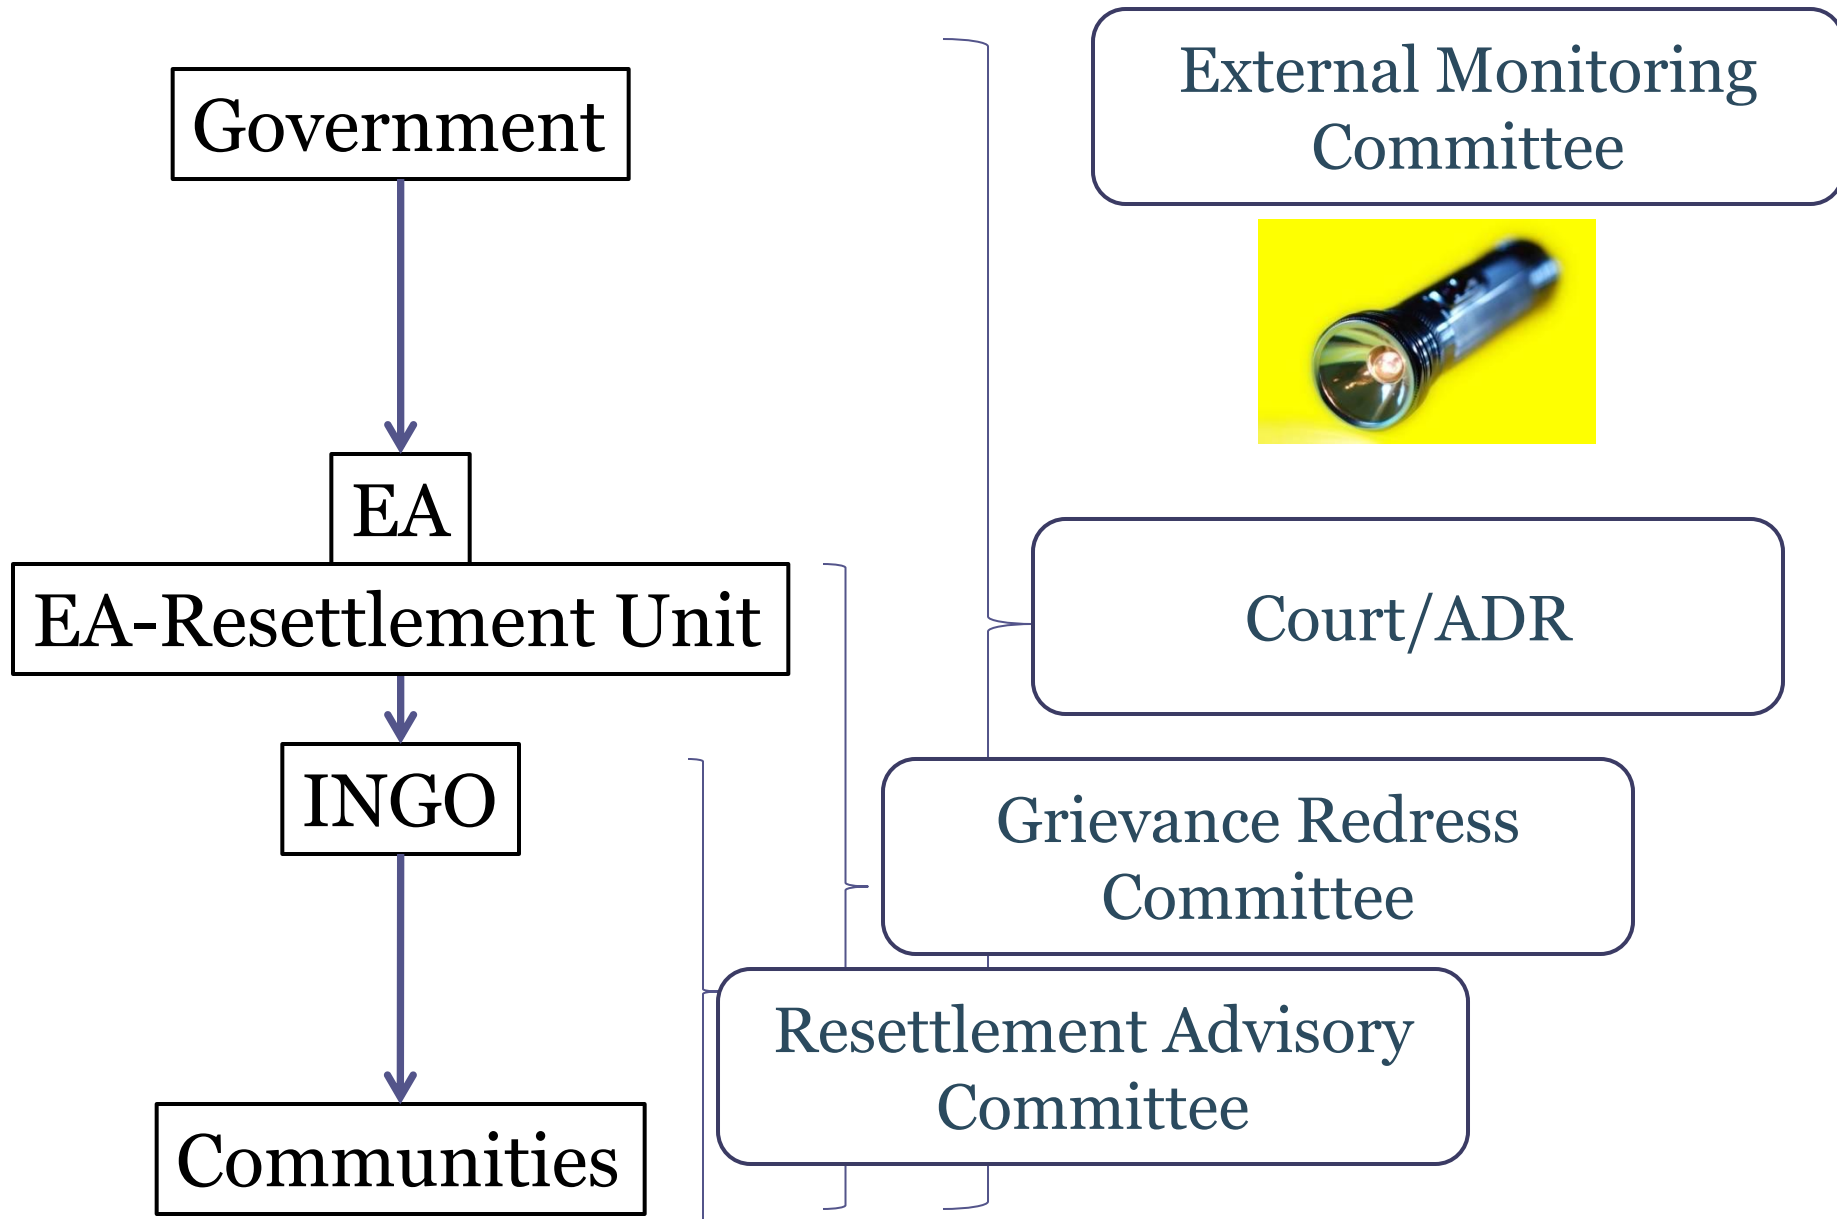 Government
EA
EA-Resettlement Unit
INGO
Communities
External Monitoring
Committee
Court/ADR
Grievance Redress
Committee
Resettlement Advisory
Committee